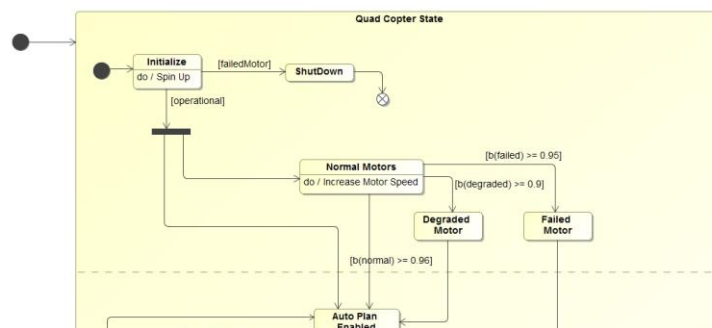 Quad Copter State
Initialize
do / Spin Up
[failedMotor]
ShutDown
[operational]
Normal Motors
do / Increase Motor Speed
[b(failed) >= 0.95]
[b(degraded) >= 0.9]
Degraded
Motor
Failed
Motor
[b(normal) >= 0.96]
Auto Plan
Enabled